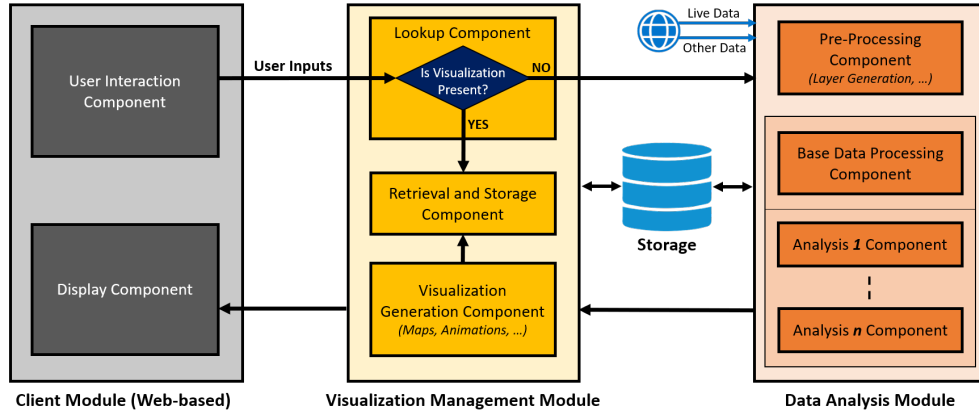 User Interaction
Component
Display Component
Client Module (Web-based)
User Inputs
Lookup Component
Is Visualization
Present?
NO
YES
Retrieval and Storage
Component
Visualization
Generation Component
(Maps, Animations, …)
Visualization Management Module
Live Data
Other Data
Storage
Pre-Processing
Component
(Layer Generation, …)
Base Data Processing
Component
Analysis 1 Component
Analysis n Component
Data Analysis Module